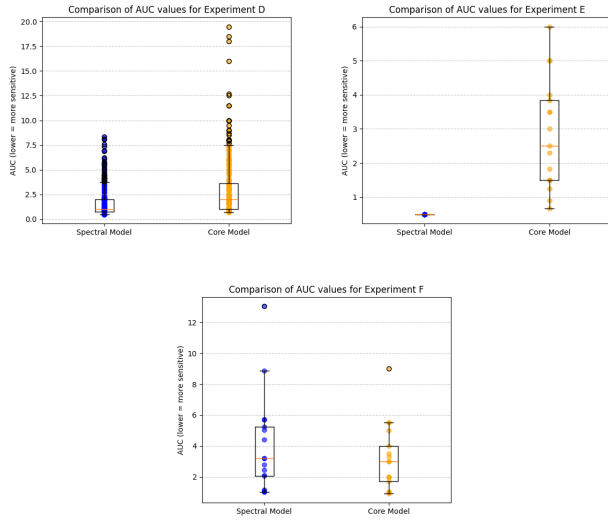 Comparison of AUC values for Experiment D
AUC (lower = more sensitive)
20.0
17.5
15.0
12.5
10.0
7.5
5.0
2.5
0.0
Spectral Model
Core Model
Comparison of AUC values for Experiment E
AUC (lower = more sensitive)
6
5
4
3
2
1
Spectral Model
Core Model
Comparison of AUC values for Experiment F
AUC (lower = more sensitive)
12
10
8
6
4
2
Spectral Model
Core Model